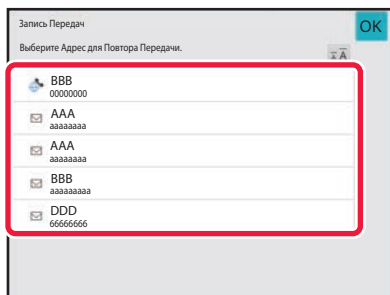 Запись Передач
OK
Выберите Адрес для Повтора Передачи.
A A
BBB
00000000
AAA
aaaaaaaa
AAA
aaaaaaaa
BBB
aaaaaaaaa
DDD
66666666